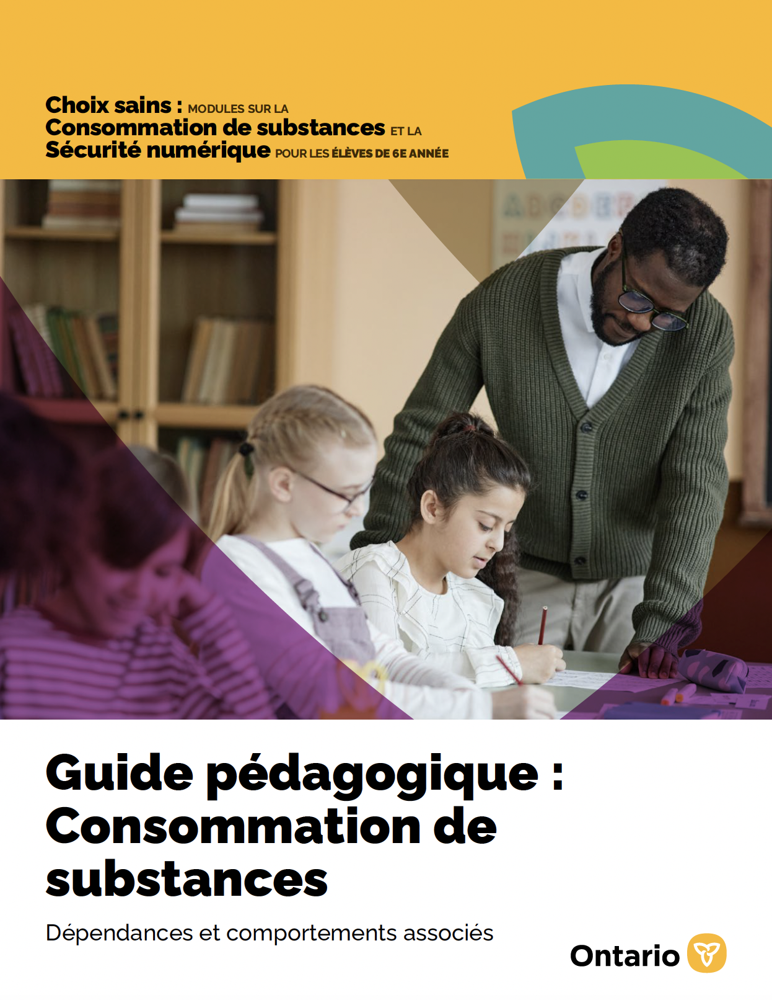 Choix sains : MODULES SUR LA
Consommation de substances ET LA
Sécurité numérique POUR LES ÉLÈVES DE 6E ANNÉE
A B C D E F
Guide pédagogique :
Consommation de
substances
Dépendances et comportements associés
Ontario